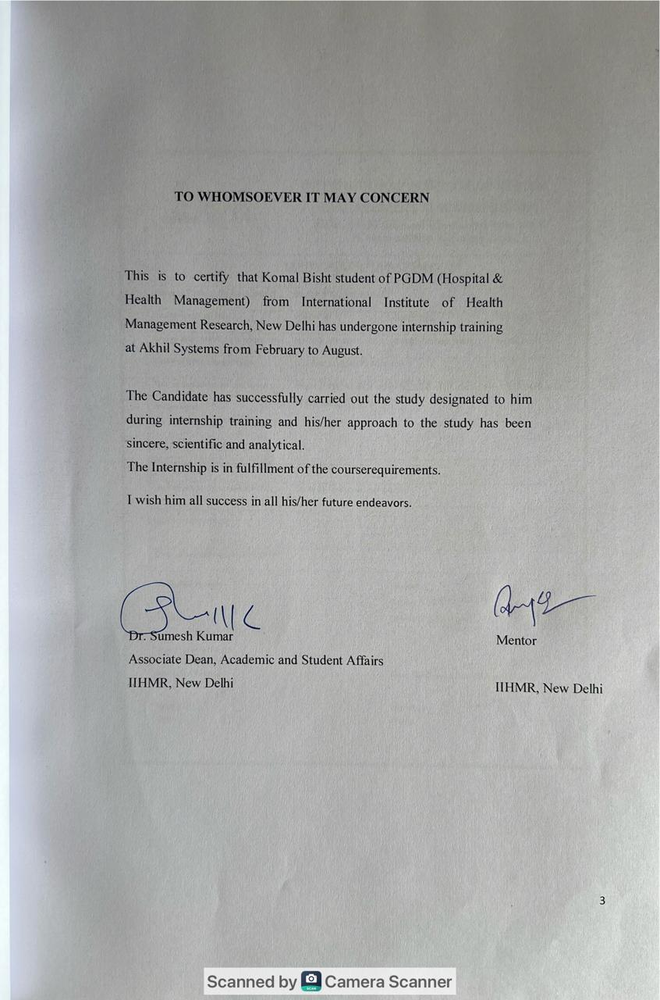 TO WHOMSOEVER IT MAY CONCERN
This is to certify that Komal Bisht student of PGDM (Hospital &
Health Management) from International Institute of Health
Management Research, New Delhi has undergone internship training
at Akhil Systems from February to August.
The Candidate has successfully carried out the study designated to him
during internship training and his/her approach to the study has been
sincere, scientific and analytical.
The Internship is in fulfillment of the courserequirements.
I wish him all success in all his/her future endeavors.
Dr. Sumesh Kumar
Associate Dean, Academic and Student Affairs
IIHMR, New Delhi
Mentor
IIHMR, New Delhi
3
Scanned by SCAN Camera Scanner